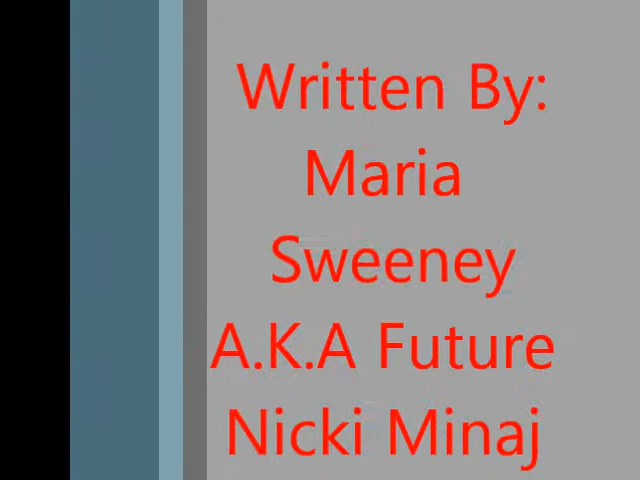 Written By:
Maria
Sweeney
A.K.A Future
Nicki Minaj